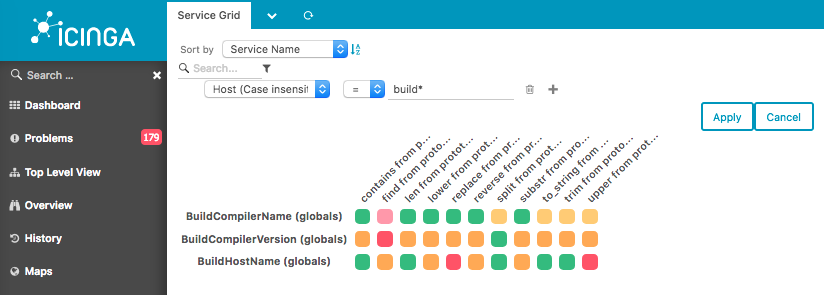 icinga
Service Grid
Search ...
Dashboard
Problems
179
Top Level View
Overview
History
Maps
Sort by
Service Name
Search...
Host (Case insensit
=
build*
Apply
Cancel
contains from p...
find from proto...
len from protot...
lower from prot...
replace from pr...
reverse from pr...
split from prot...
substr from pro...
to_string from ...
trim from proto...
upper from prot...
BuildCompilerName (globals)
BuildCompilerVersion (globals)
BuildHostName (globals)